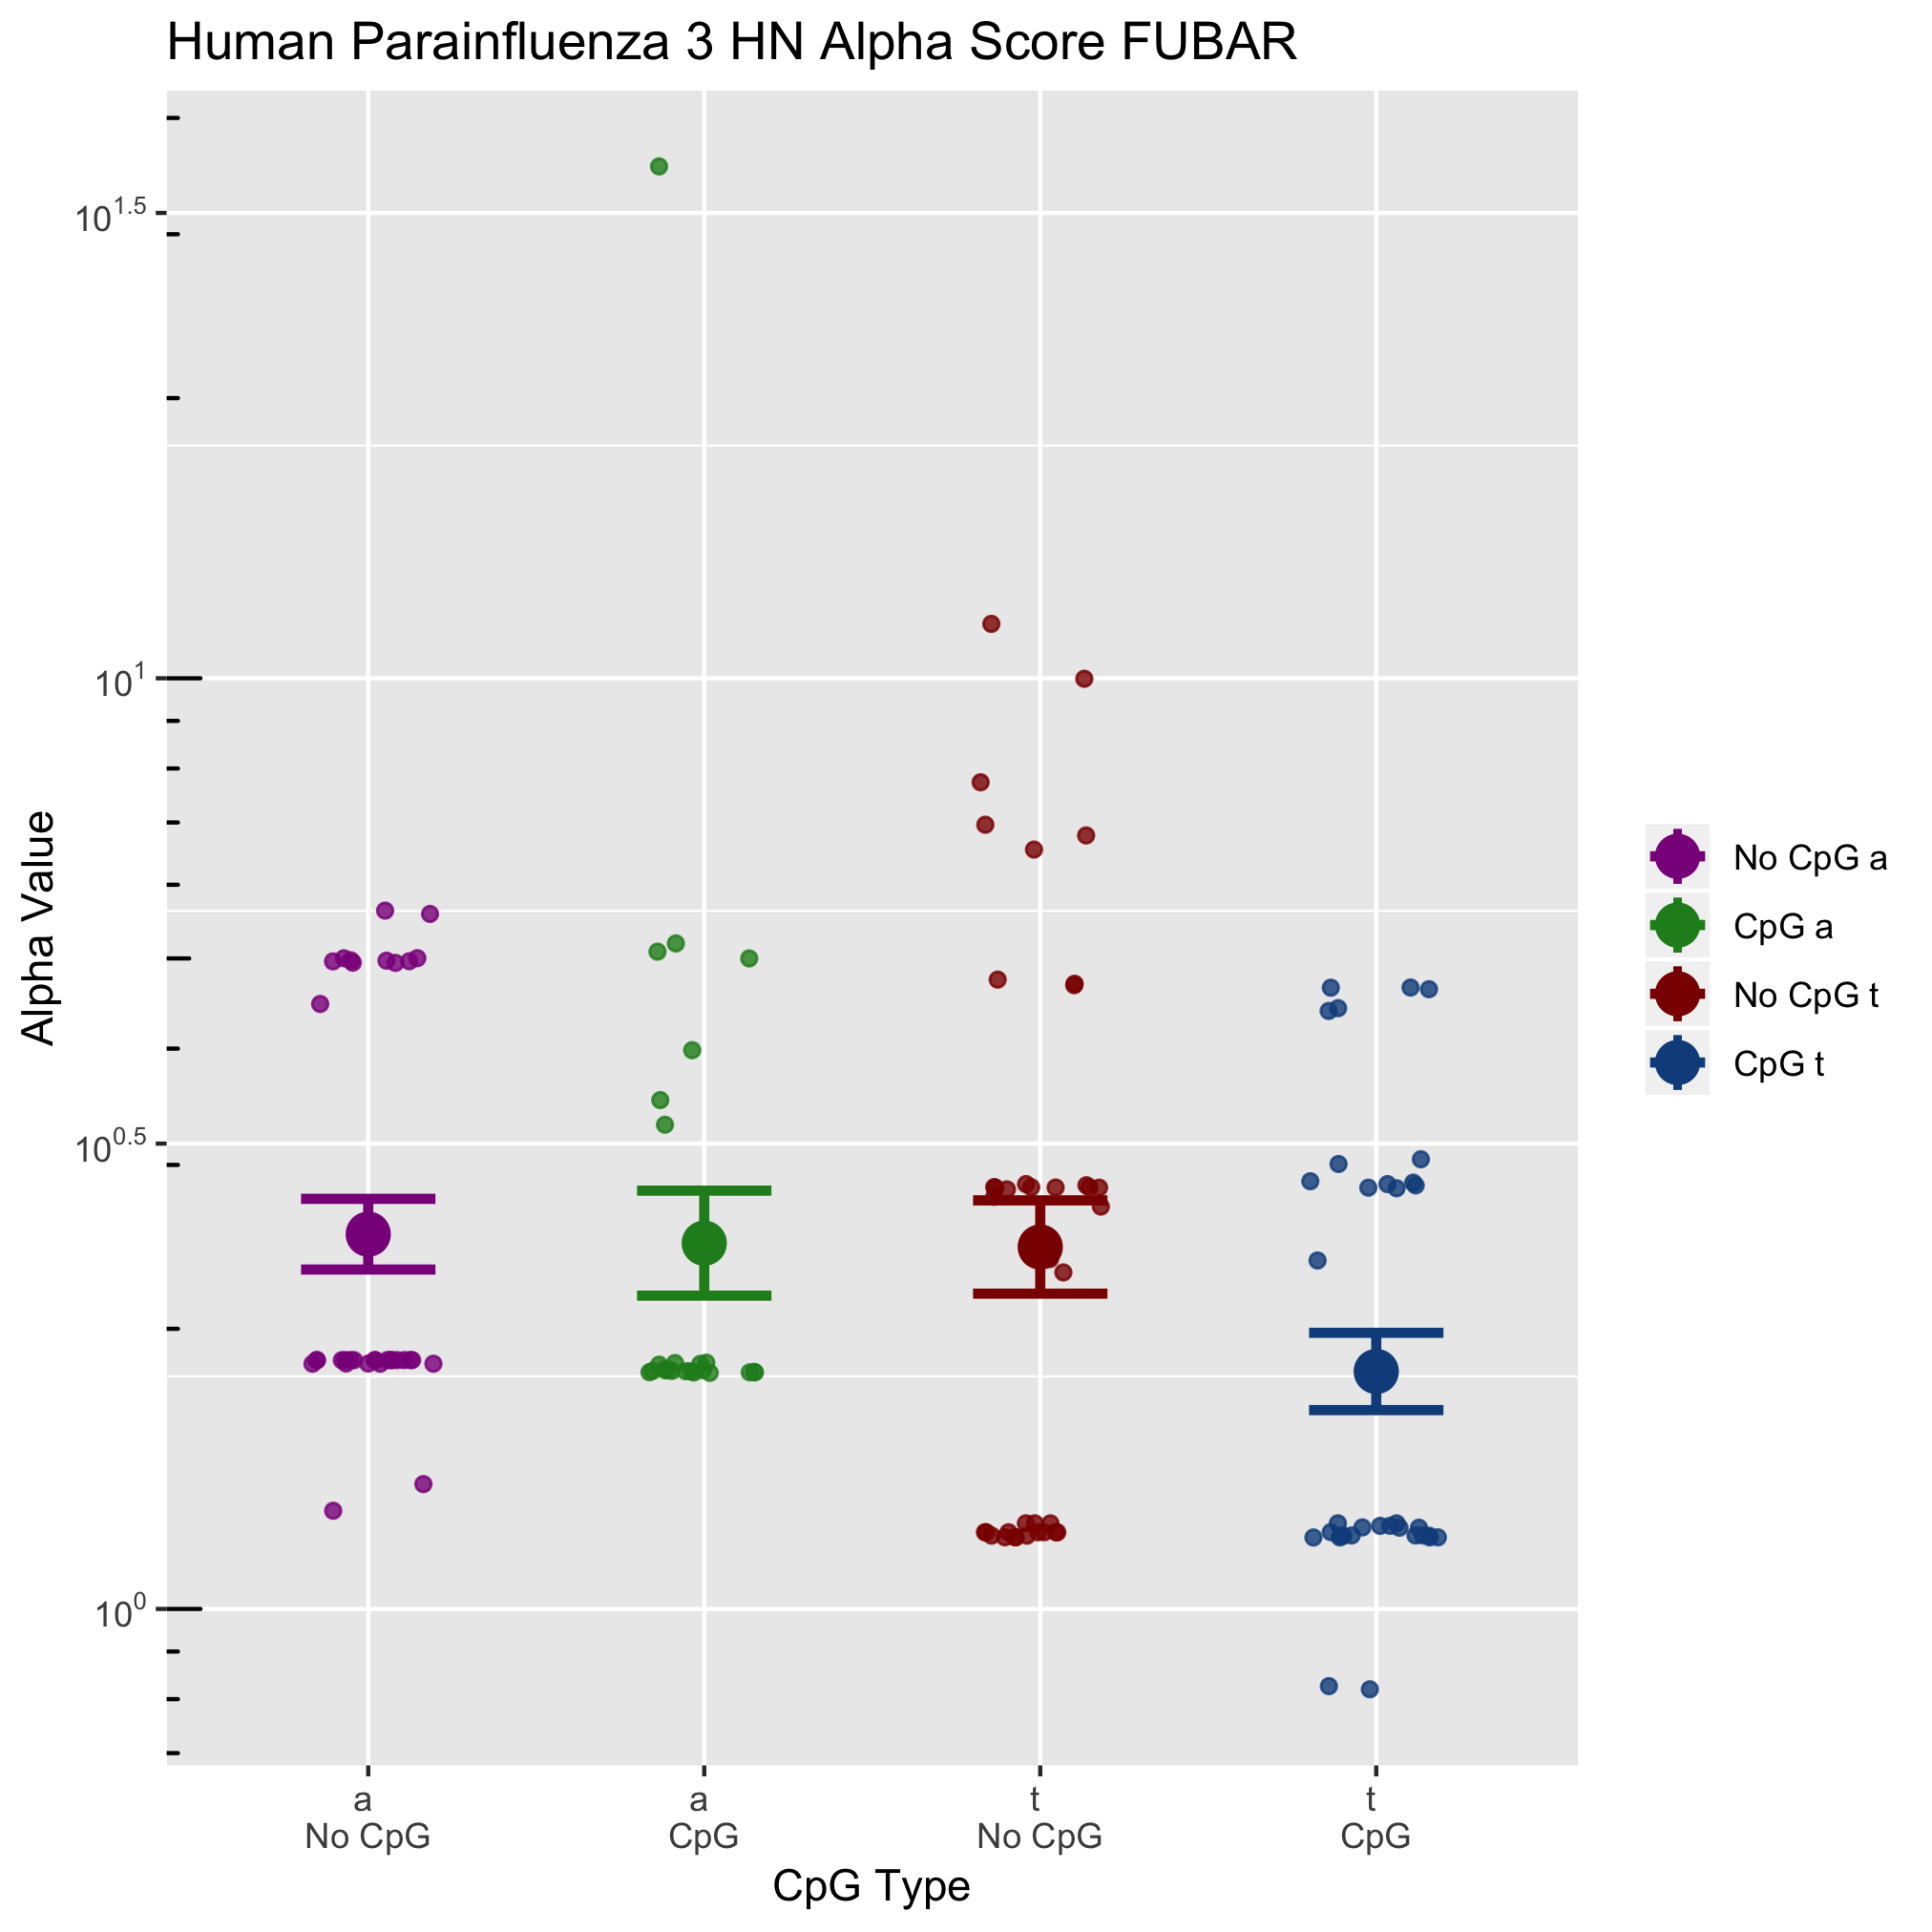 Human Parainfluenza 3 HN Alpha Score FUBAR
Alpha Value
10^1.5
10^1
10^0.5
10^0
a
No CpG
a
CpG
t
No CpG
t
CpG
CpG Type
No CpG a
CpG a
No CpG t
CpG t